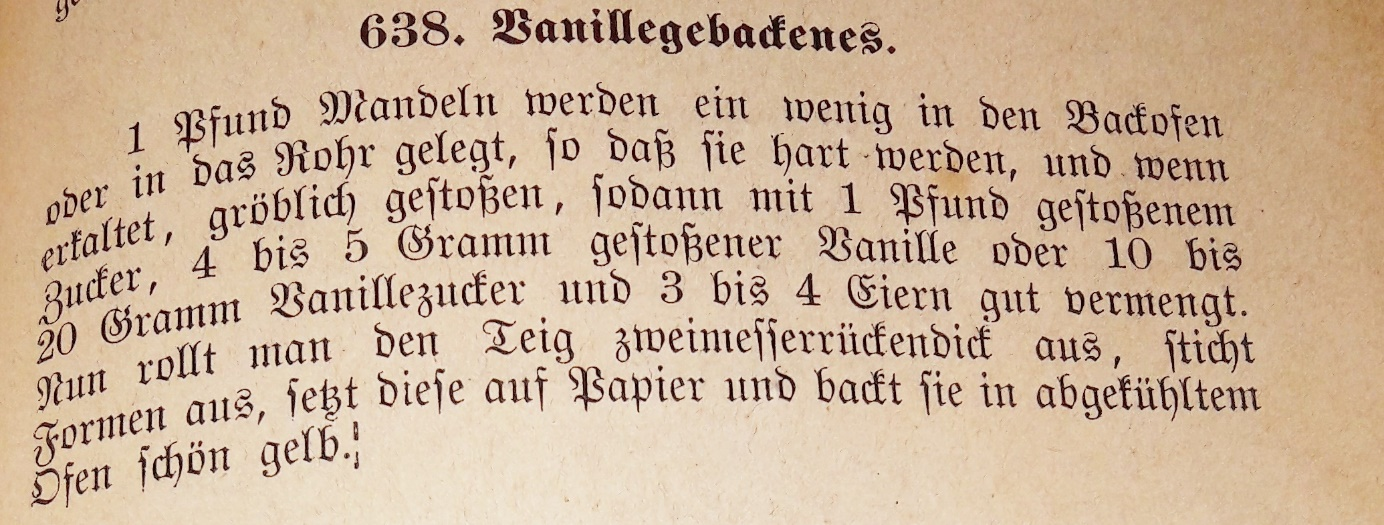 638. Vanillegebackenes.
1 Pfund Mandeln werden ein wenig in den Backofen
oder in das Rohr gelegt, so daß sie hart werden, und wenn
erkaltet, gröblich gestoßen, sodann mit 1 Pfund gestoßenem
Zucker, 4 bis 5 Gramm gestoßener Vanille oder 10 bis
20 Gramm Vanillezucker und 3 bis 4 Eiern gut vermengt.
Nun rollt man den Teig zweimesserrückendick aus, sticht
Formen aus, setzt diese auf Papier und backt sie in abgekühltem
Ofen schön gelb.